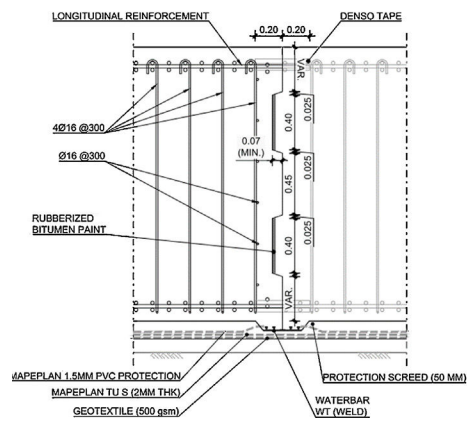 LONGITUDINAL REINFORCEMENT
0.20 0.20
DENSO TAPE
VAR.
4Ø16 @300
0.40
0.025
0.07
(MIN.)
Ø16 @300
0.45
0.025
RUBBERIZED
BITUMEN PAINT
0.40
0.025
VAR.
MAPEPLAN 1.5MM PVC PROTECTION
PROTECTION SCREED (50 MM)
MAPEPLAN TU S (2MM THK)
WATERBAR
WT (WELD)
GEOTEXTILE (500 gsm)